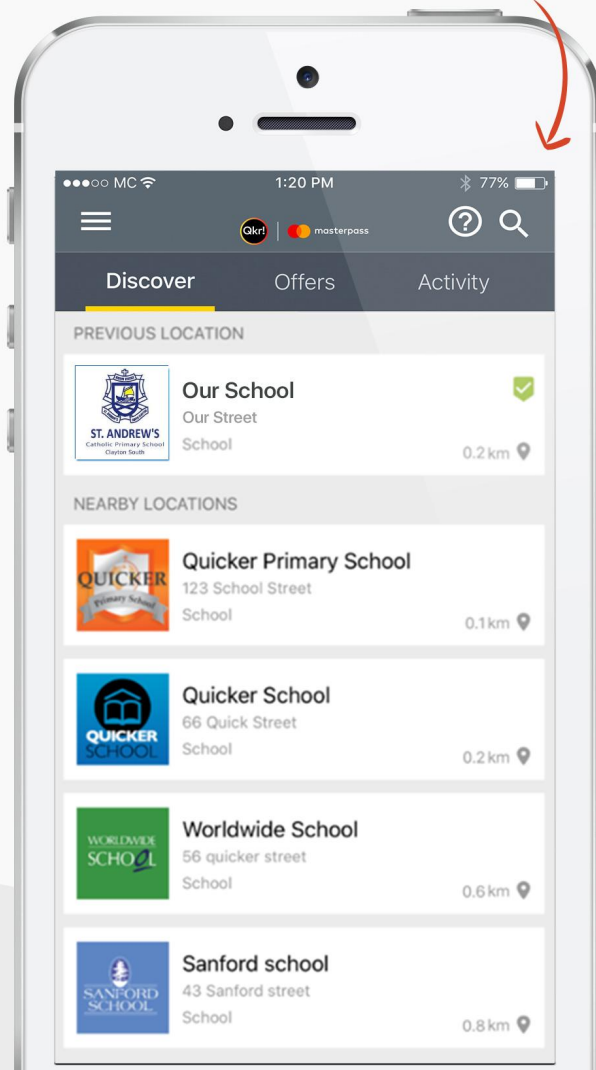 MC
1:20 PM
77%
Qkr!
masterpass
Discover
Offers
Activity
PREVIOUS LOCATION
ST. ANDREW'S
Catholic Primary School
Clayton South
Our School
Our Street
School
0.2 km
NEARBY LOCATIONS
QUICKER
Primary School
Quicker Primary School
123 School Street
School
0.1 km
QUICKER
SCHOOL
Quicker School
66 Quick Street
School
0.2 km
WORLDWIDE
SCHOOL
Worldwide School
56 quicker street
School
0.6 km
SANFORD
SCHOOL
Sanford school
43 Sanford street
School
0.8 km